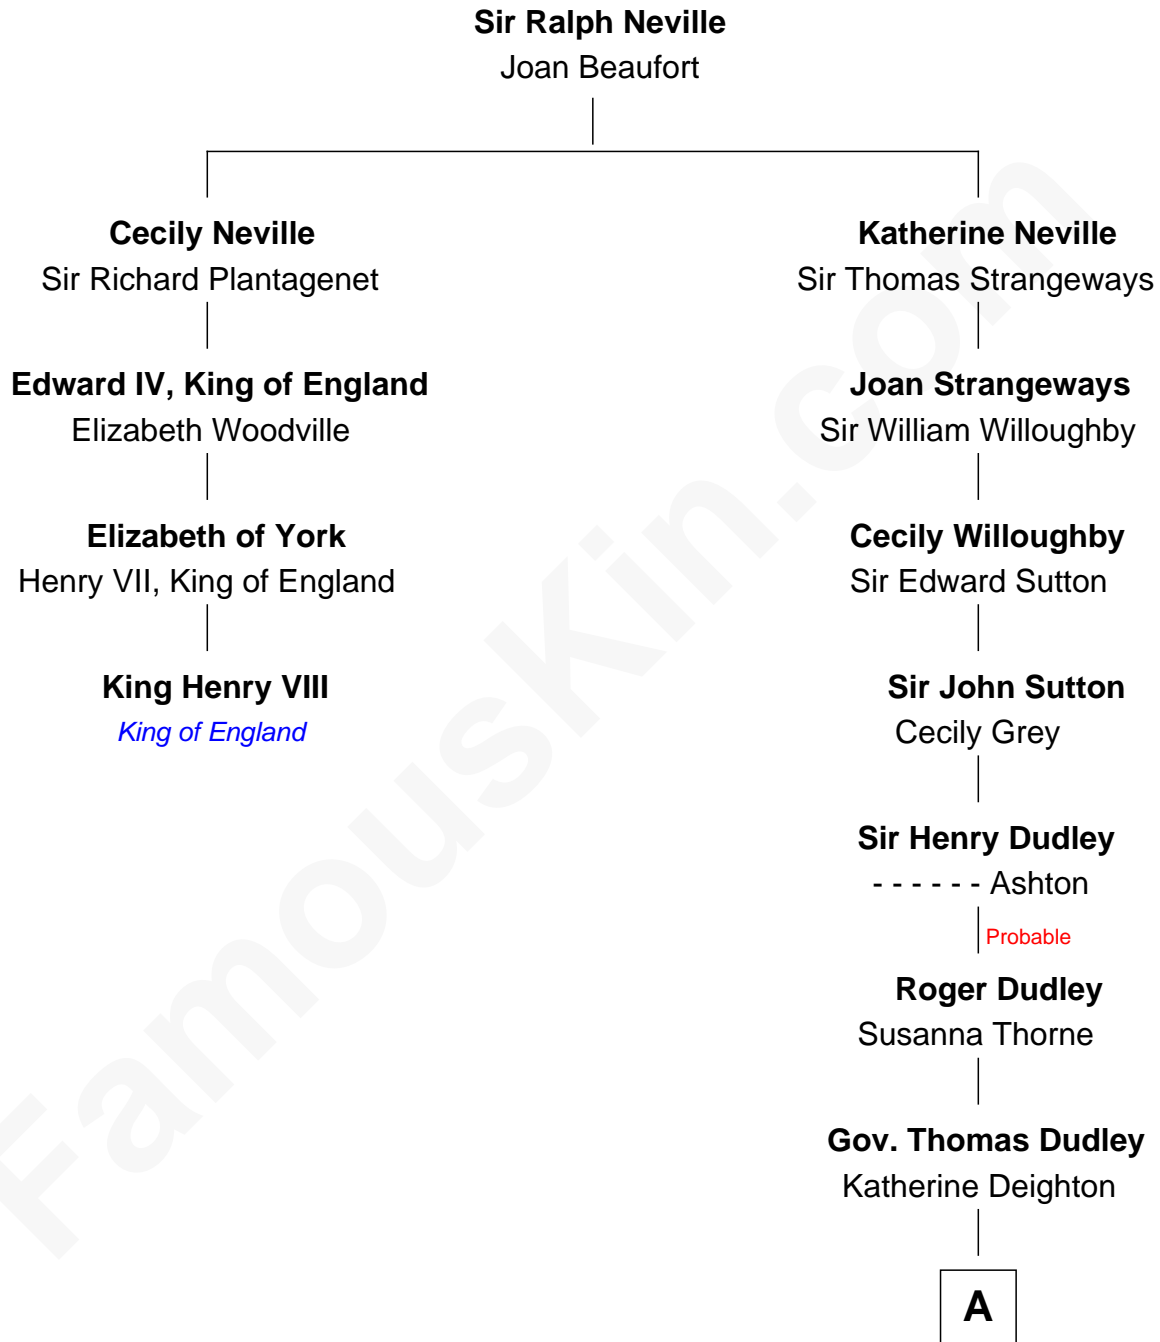 Sir Ralph Neville
Joan Beaufort
Cecily Neville
Sir Richard Plantagenet
Katherine Neville
Sir Thomas Strangeways
Edward IV, King of England
Elizabeth Woodville
Joan Strangeways
Sir William Willoughby
Elizabeth of York
Henry VII, King of England
Cecily Willoughby
Sir Edward Sutton
King Henry VIII
King of England
Sir John Sutton
Cecily Grey
Sir Henry Dudley
- - - - - - Ashton
Probable
Roger Dudley
Susanna Thorne
Gov. Thomas Dudley
Katherine Deighton
A
FamousKin.com